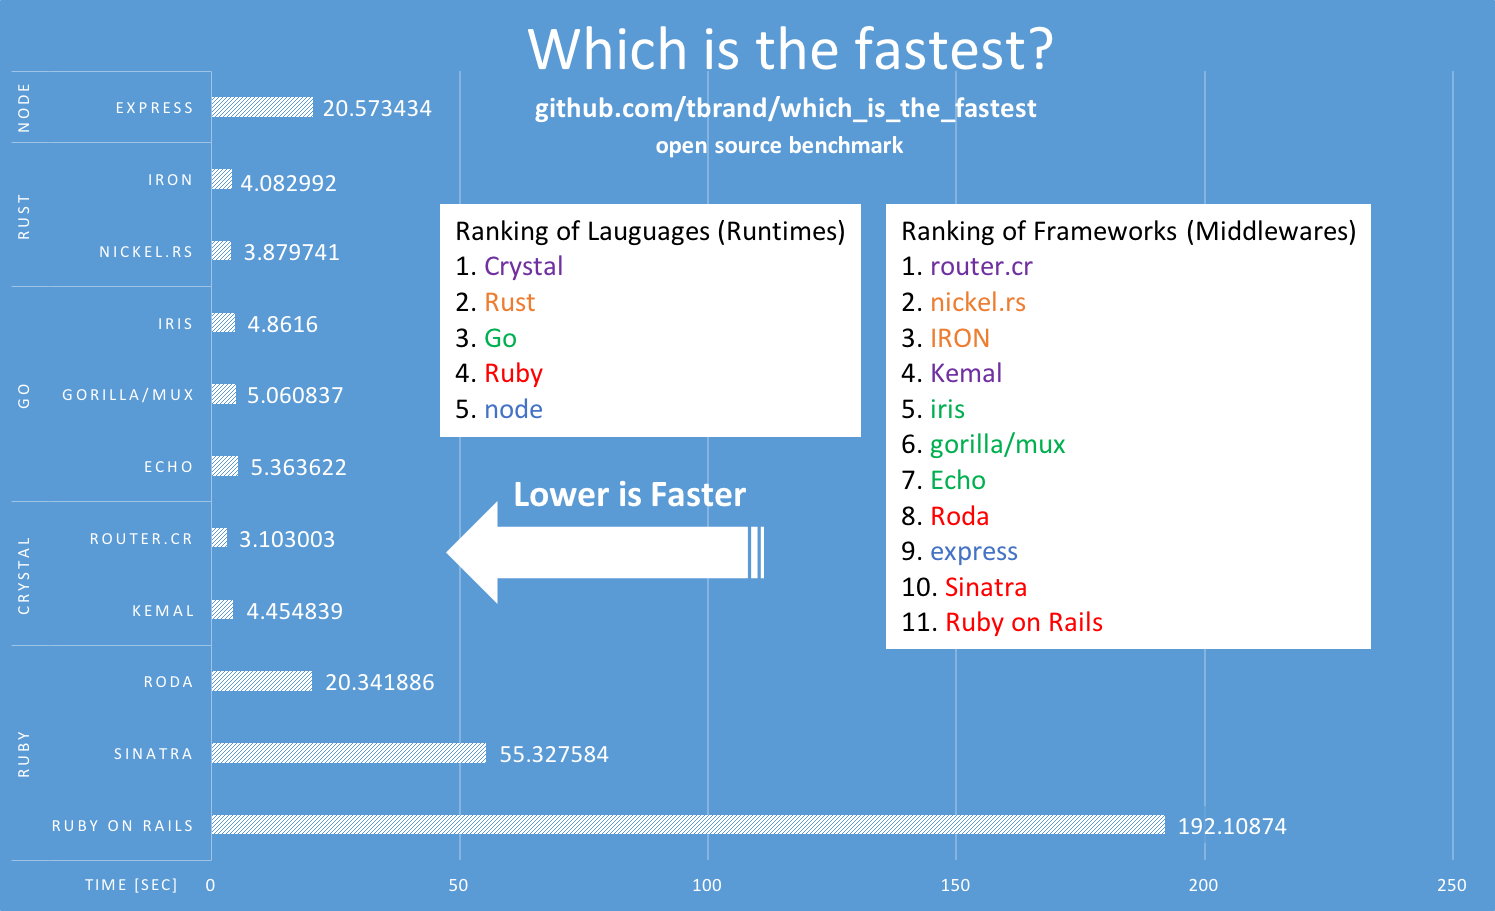 Which is the fastest?
github.com/tbrand/which_is_the_fastest
open source benchmark
NODE
EXPRESS 20.573434
RUST
IRON 4.082992
NICKEL.RS 3.879741
GO
IRIS 4.8616
GORILLA/MUX 5.060837
ECHO 5.363622
CRYSTAL
ROUTER.CR 3.103003
KEMAL 4.454839
RUBY
RODA 20.341886
SINATRA 55.327584
RUBY ON RAILS 192.10874
TIME [SEC] 0 50 100 150 200 250
Ranking of Lauguages (Runtimes)
1. Crystal
2. Rust
3. Go
4. Ruby
5. node
Ranking of Frameworks (Middlewares)
1. router.cr
2. nickel.rs
3. IRON
4. Kemal
5. iris
6. gorilla/mux
7. Echo
8. Roda
9. express
10. Sinatra
11. Ruby on Rails
Lower is Faster